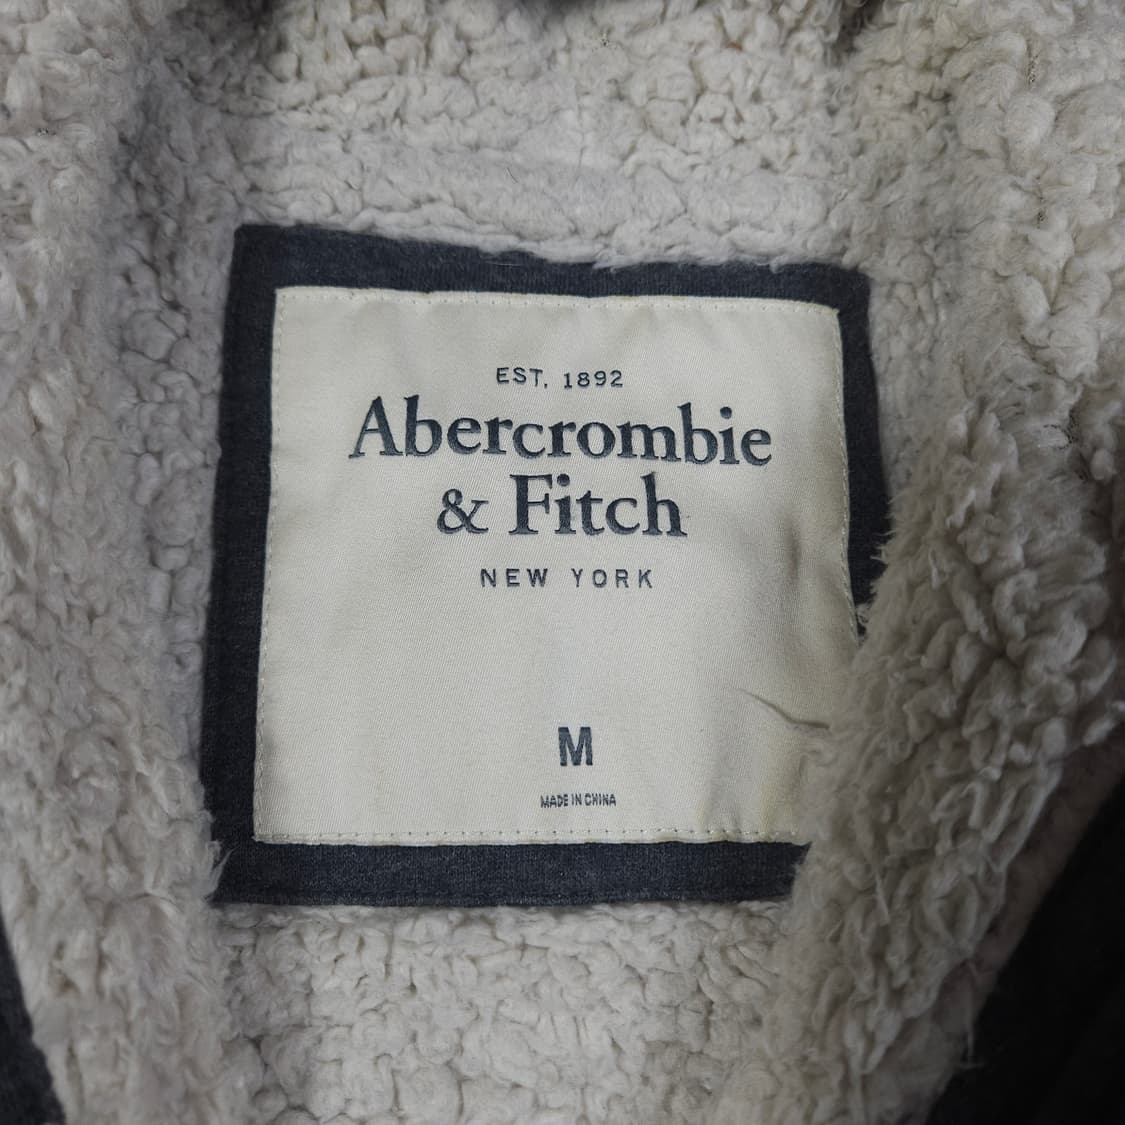 EST. 1892
Abercrombie
& Fitch
NEW YORK
M
MADE IN CHINA